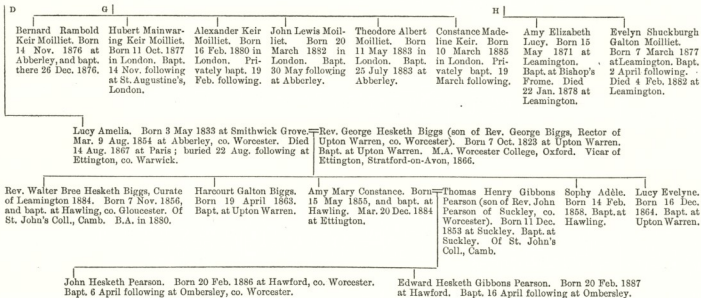 D G H
Bernard Rambold
Keir Moilliet. Born
14 Nov. 1876 at
Abberley, and bapt.
there 26 Dec. 1876.
Hubert Mainwar-
ing Keir Moilliet.
Born 11 Oct. 1877
in London. Bapt.
14 Nov. following
at St. Augustine's,
London.
Alexander Keir
Moilliet. Born
16 Feb. 1880 in
London. Pri-
vately bapt. 19
Feb. following.
John Lewis Moil-
liet. Born 20
March 1882 in
London. Bapt.
30 May following
at Abberley.
Theodore Albert
Moilliet. Born
11 May 1883 in
London. Bapt.
25 July 1883 at
Abberley.
Constance Made-
line Keir. Born
10 March 1885
in London. Pri-
vately bapt. 19
March following.
Amy Elizabeth
Lucy. Born 15
May 1871 at
Leamington.
Bapt. at Bishop's
Frome. Died
22 Jan. 1878 at
Leamington.
Evelyn Shuckburgh
Galton Moilliet.
Born 7 March 1877
at Leamington. Bapt.
2 April following.
Died 4 Feb. 1882 at
Leamington.
Lucy Amelia. Born 3 May 1833 at Smithwick Grove.
Mar. 9 Aug. 1854 at Abberley, co. Worcester. Died
14 Aug. 1867 at Paris; buried 22 Aug. following at
Ettington, co. Warwick.
Rev. George Hesketh Biggs (son of Rev. George Biggs, Rector of
Upton Warren, co. Worcester). Born 7 Oct. 1823 at Upton Warren.
Bapt. at Upton Warren. M.A. Worcester College, Oxford. Vicar of
Ettington, Stratford-on-Avon, 1866.
Rev. Walter Bree Hesketh Biggs, Curate
of Leamington 1884. Born 7 Nov. 1856,
and bapt. at Hawling, co. Gloucester. Of
St. John's Coll., Camb. B.A. in 1880.
Harcourt Galton Biggs.
Born 19 April 1863.
Bapt. at Upton Warren.
Amy Mary Constance. Born
15 May 1855, and bapt. at
Hawling. Mar. 20 Dec. 1884
at Ettington.
Thomas Henry Gibbons
Pearson (son of Rev. John
Pearson of Suckley, co.
Worcester). Born 11 Dec.
1853 at Suckley. Bapt. at
Suckley. Of St. John's
Coll., Camb.
Sophy Adèle.
Born 14 Feb.
1858. Bapt. at
Hawling.
Lucy Evelyne.
Born 16 Dec.
1864. Bapt. at
Upton Warren.
John Hesketh Pearson. Born 20 Feb. 1886 at Hawford, co. Worcester.
Bapt. 6 April following at Ombersley, co. Worcester.
Edward Hesketh Gibbons Pearson. Born 20 Feb. 1887
at Hawford. Bapt. 16 April following at Ombersley.